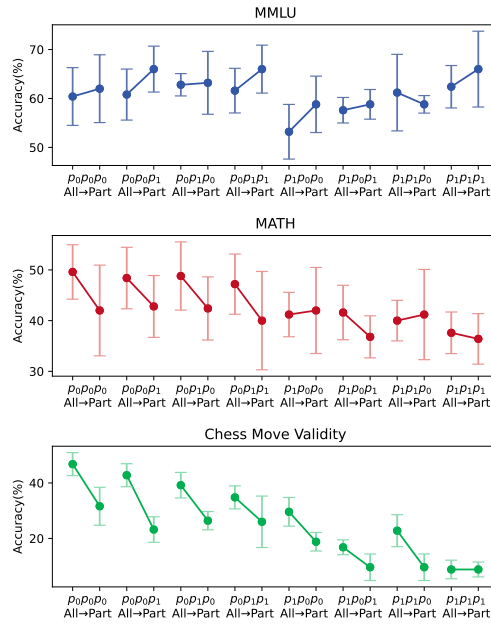 MMLU
Accuracy(%)
70
60
50
p₀p₀p₀ p₀p₀p₁ p₀p₁p₀ p₀p₁p₁ p₁p₀p₀ p₁p₀p₁ p₁p₁p₀ p₁p₁p₁
All→Part All→Part All→Part All→Part All→Part All→Part All→Part All→Part
MATH
Accuracy(%)
50
40
30
p₀p₀p₀ p₀p₀p₁ p₀p₁p₀ p₀p₁p₁ p₁p₀p₀ p₁p₀p₁ p₁p₁p₀ p₁p₁p₁
All→Part All→Part All→Part All→Part All→Part All→Part All→Part All→Part
Chess Move Validity
Accuracy(%)
40
20
p₀p₀p₀ p₀p₀p₁ p₀p₁p₀ p₀p₁p₁ p₁p₀p₀ p₁p₀p₁ p₁p₁p₀ p₁p₁p₁
All→Part All→Part All→Part All→Part All→Part All→Part All→Part All→Part